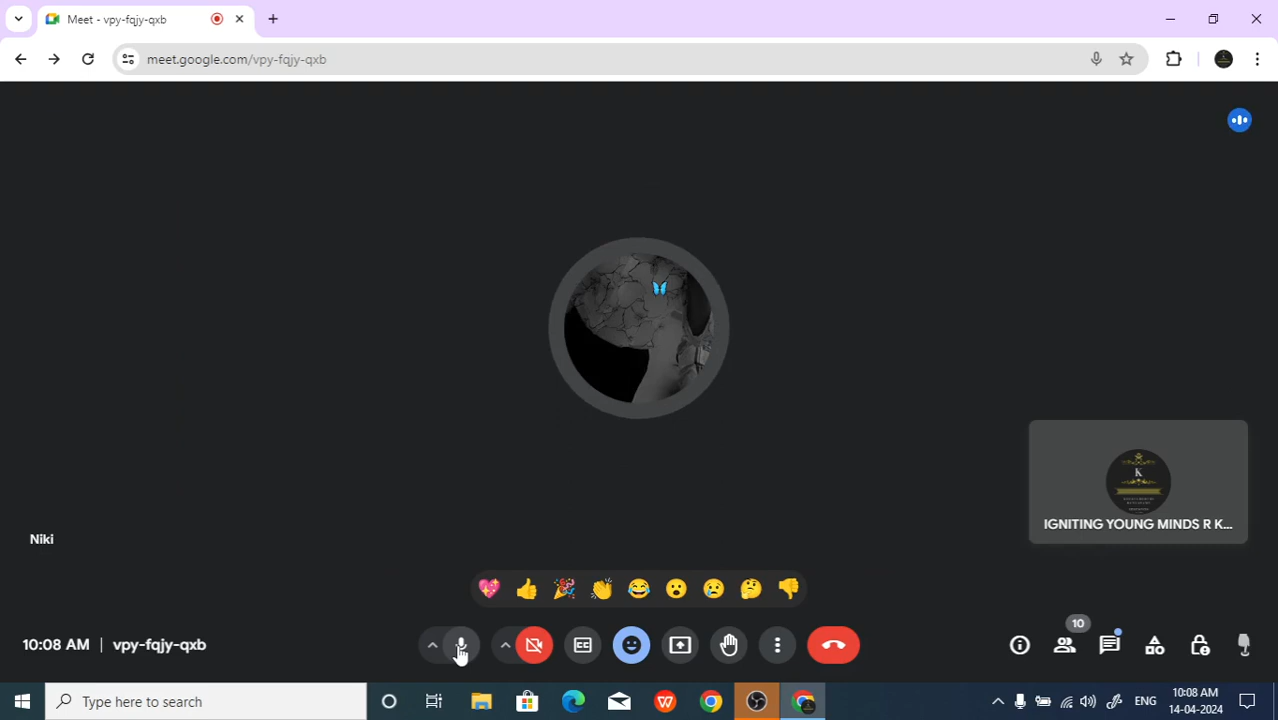 Meet - vpy-fqjy-qxb
meet.google.com/vpy-fqjy-qxb
K
IGNITING YOUNG MINDS R K...
Niki
10:08 AM | vpy-fqjy-qxb
10
Type here to search
ENG
10:08 AM
14-04-2024